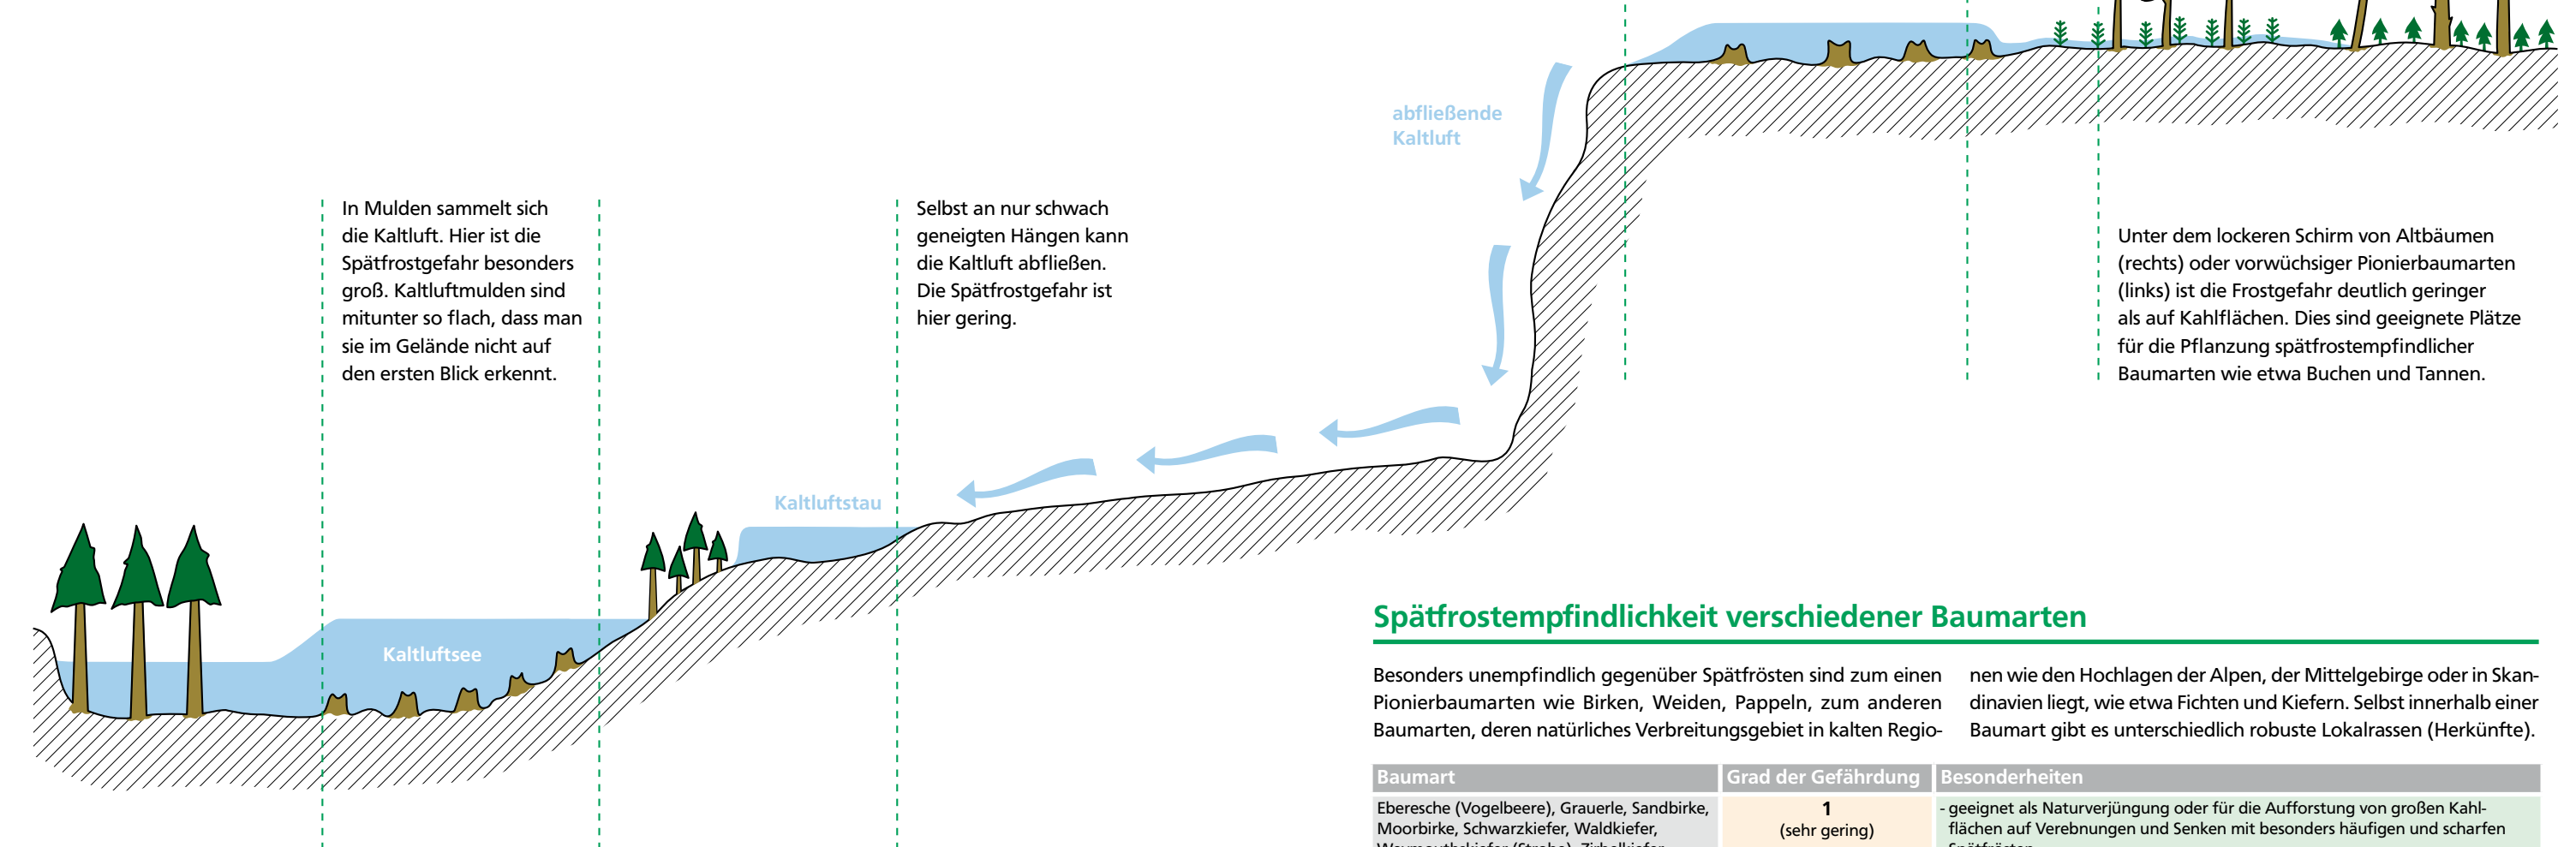 abfließende
Kaltluft
In Mulden sammelt sich
die Kaltluft. Hier ist die
Spätfrostgefahr besonders
groß. Kaltluftmulden sind
mitunter so flach, dass man
sie im Gelände nicht auf
den ersten Blick erkennt.
Selbst an nur schwach
geneigten Hängen kann
die Kaltluft abfließen.
Die Spätfrostgefahr ist
hier gering.
Unter dem lockeren Schirm von Altbäumen
(rechts) oder vorwüchsiger Pionierbaumarten
(links) ist die Frostgefahr deutlich geringer
als auf Kahlflächen. Dies sind geeignete Plätze
für die Pflanzung spätfrostempfindlicher
Baumarten wie etwa Buchen und Tannen.
Kaltluftstau
Kaltluftsee
Spätfrostempfindlichkeit verschiedener Baumarten
Besonders unempfindlich gegenüber Spätfrösten sind zum einen
Pionierbaumarten wie Birken, Weiden, Pappeln, zum anderen
Baumarten, deren natürliches Verbreitungsgebiet in kalten Regio-
nen wie den Hochlagen der Alpen, der Mittelgebirge oder in Skan-
dinavien liegt, wie etwa Fichten und Kiefern. Selbst innerhalb einer
Baumart gibt es unterschiedlich robuste Lokalrassen (Herkünfte).
Baumart
Grad der Gefährdung
Besonderheiten
Eberesche (Vogelbeere), Grauerle, Sandbirke,
Moorbirke, Schwarzkiefer, Waldkiefer,
1
(sehr gering)
- geeignet als Naturverjüngung oder für die Aufforstung von großen Kahl-
flächen auf Verebnungen und Senken mit besonders häufigen und scharfen